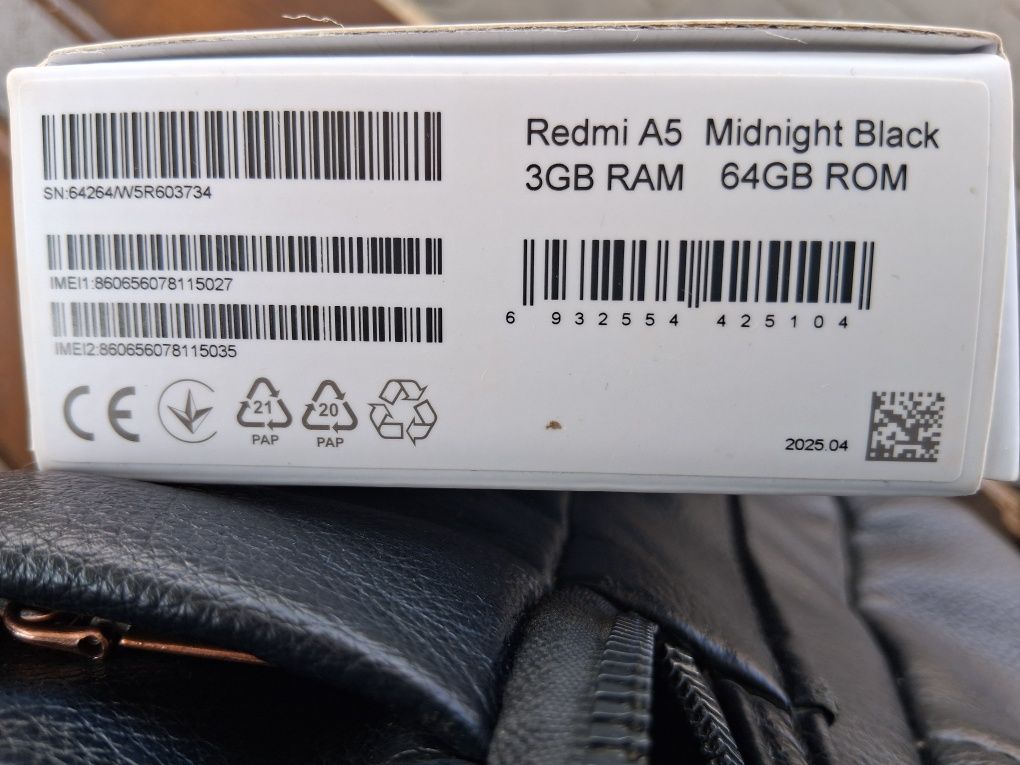 SN:64264/W5R603734
IMEI1:860656078115027
IMEI2:860656078115035
CE
21
PAP
20
PAP
Redmi A5 Midnight Black
3GB RAM 64GB ROM
6 932554 425104
2025.04